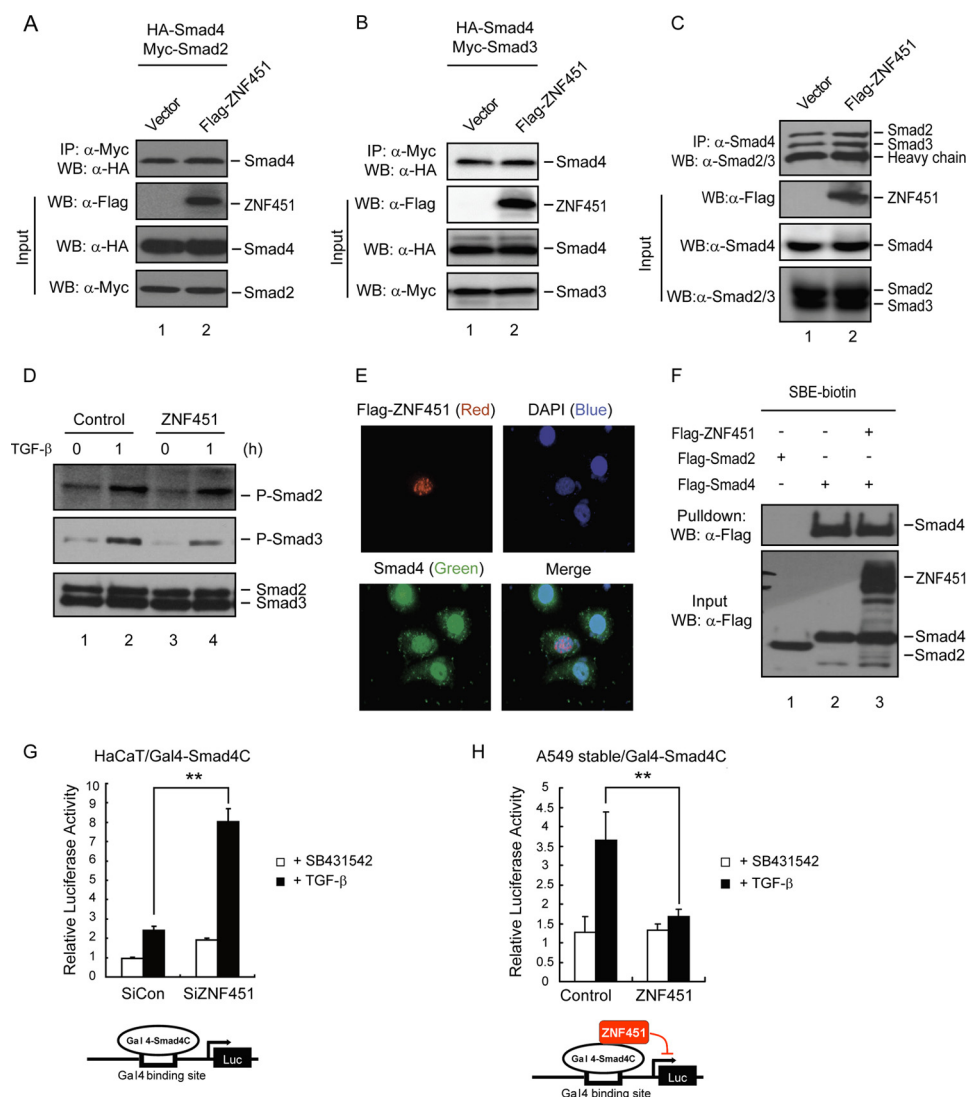 A
HA-Smad4
Myc-Smad2
Vector
Flag-ZNF451
IP: α-Myc
WB: α-HA
Smad4
WB: α-Flag
ZNF451
WB: α-HA
Smad4
WB: α-Myc
Smad2
Input
1 2
B
HA-Smad4
Myc-Smad3
Vector
Flag-ZNF451
IP: α-Myc
WB: α-HA
Smad4
WB: α-Flag
ZNF451
WB: α-HA
Smad4
WB: α-Myc
Smad3
Input
1 2
C
Vector
Flag-ZNF451
IP: α-Smad4
WB: α-Smad2/3
Smad2
Smad3
Heavy chain
WB:α-Flag
ZNF451
WB:α-Smad4
Smad4
WB:α-Smad2/3
Smad2
Smad3
Input
1 2
D
Control ZNF451
TGF-β 0 1 0 1 (h)
P-Smad2
P-Smad3
Smad2
Smad3
1 2 3 4
E
Flag-ZNF451 (Red)
DAPI (Blue)
Smad4 (Green)
Merge
F
SBE-biotin
Flag-ZNF451 - - +
Flag-Smad2 + - -
Flag-Smad4 - + +
Pulldown:
WB: α-Flag
Smad4
Input
WB: α-Flag
ZNF451
Smad4
Smad2
1 2 3
G
HaCaT/Gal4-Smad4C
Relative Luciferase Activity
10
9
8
7
6
5
4
3
2
1
0
**
+ SB431542
+ TGF-β
SiCon SiZNF451
Gal 4-Smad4C
Luc
Gal4 binding site
H
A549 stable/Gal4-Smad4C
Relative Luciferase Activity
5
4.5
4
3.5
3
2.5
2
1.5
1
0.5
0
**
+ SB431542
+ TGF-β
Control ZNF451
ZNF451
Gal 4-Smad4C
Luc
Gal4 binding site